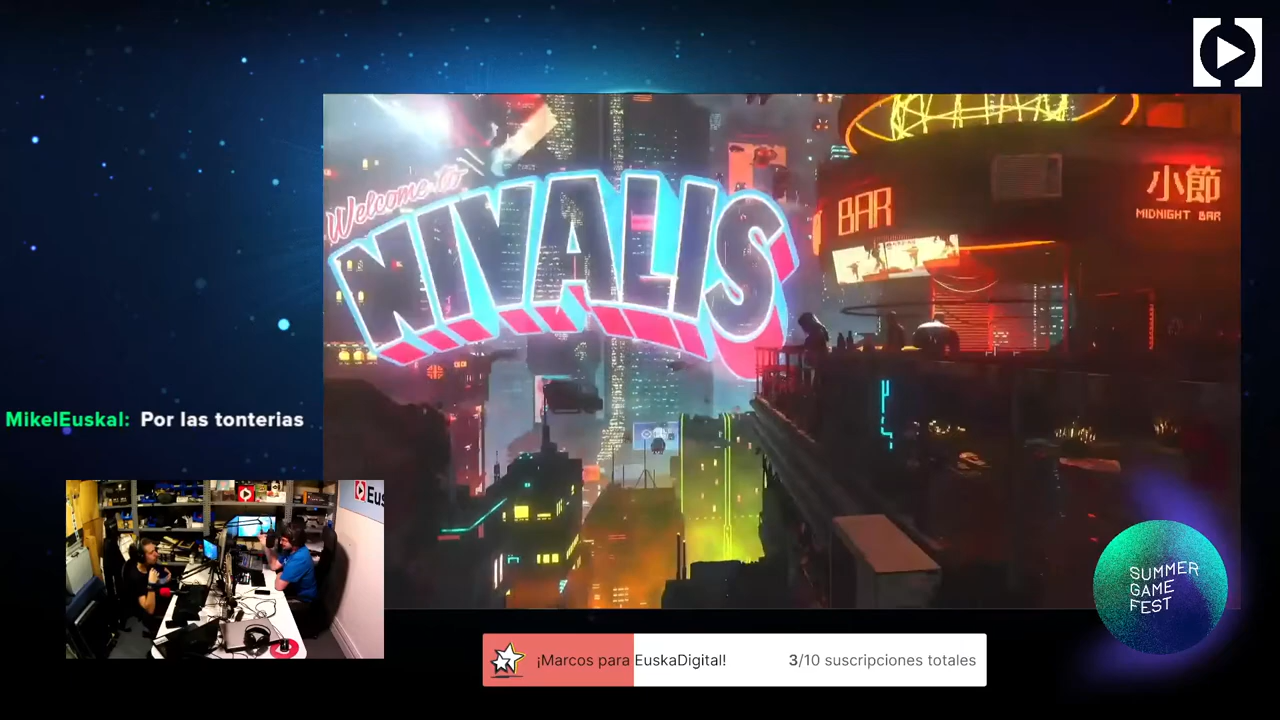 Welcome to
NIVALIS
BAR
小節
MIDNIGHT BAR
MikelEuskal: Por las tonterias
Eus
SUMMER
GAME
FEST
¡Marcos para EuskaDigital!
3/10 suscripciones totales